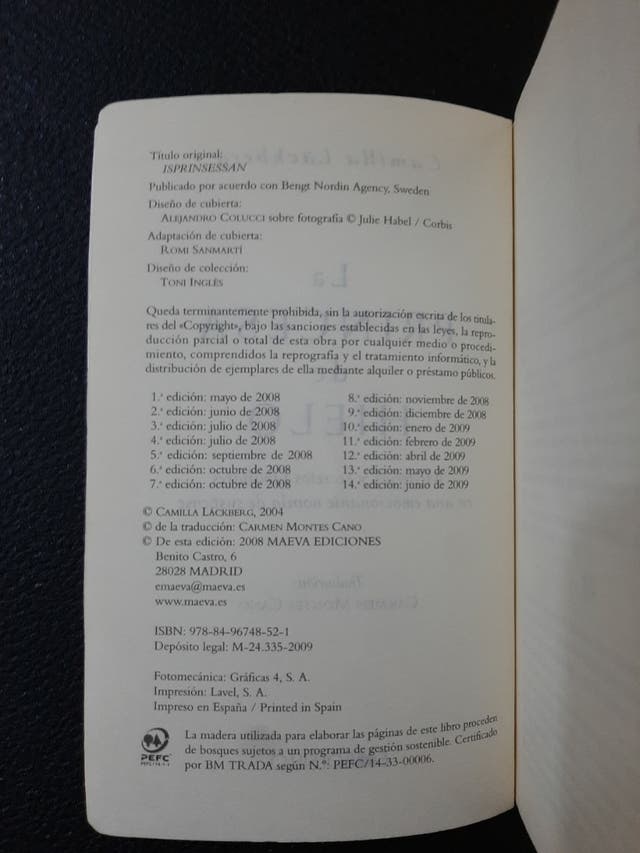 Título original:
ISPRINSESSAN
Publicado por acuerdo con Bengt Nordin Agency, Sweden
Diseño de cubierta:
ALEJANDRO COLUCCI sobre fotografía © Julie Habel / Corbis
Adaptación de cubierta:
ROMI SANMARTÍ
Diseño de colección:
TONI INGLÈS
Queda terminantemente prohibida, sin la autorización escrita de los titula-
res del «Copyright», bajo las sanciones establecidas en las leyes, la repro-
ducción parcial o total de esta obra por cualquier medio o procedi-
miento, comprendidos la reprografía y el tratamiento informático, y la
distribución de ejemplares de ella mediante alquiler o préstamo públicos.
1.ª edición: mayo de 2008
2.ª edición: junio de 2008
3.ª edición: julio de 2008
4.ª edición: julio de 2008
5.ª edición: septiembre de 2008
6.ª edición: octubre de 2008
7.ª edición: octubre de 2008
8.ª edición: noviembre de 2008
9.ª edición: diciembre de 2008
10.ª edición: enero de 2009
11.ª edición: febrero de 2009
12.ª edición: abril de 2009
13.ª edición: mayo de 2009
14.ª edición: junio de 2009
© CAMILLA LÄCKBERG, 2004
© de la traducción: CARMEN MONTES CANO
© De esta edición: 2008 MAEVA EDICIONES
Benito Castro, 6
28028 MADRID
emaeva@maeva.es
www.maeva.es
ISBN: 978-84-96748-52-1
Depósito legal: M-24.335-2009
Fotomecánica: Gráficas 4, S. A.
Impresión: Lavel, S. A.
Impreso en España / Printed in Spain
La madera utilizada para elaborar las páginas de este libro proceden
de bosques sujetos a un programa de gestión sostenible. Certificado
por BM TRADA según N.º: PEFC/14-33-00006.
PEFC